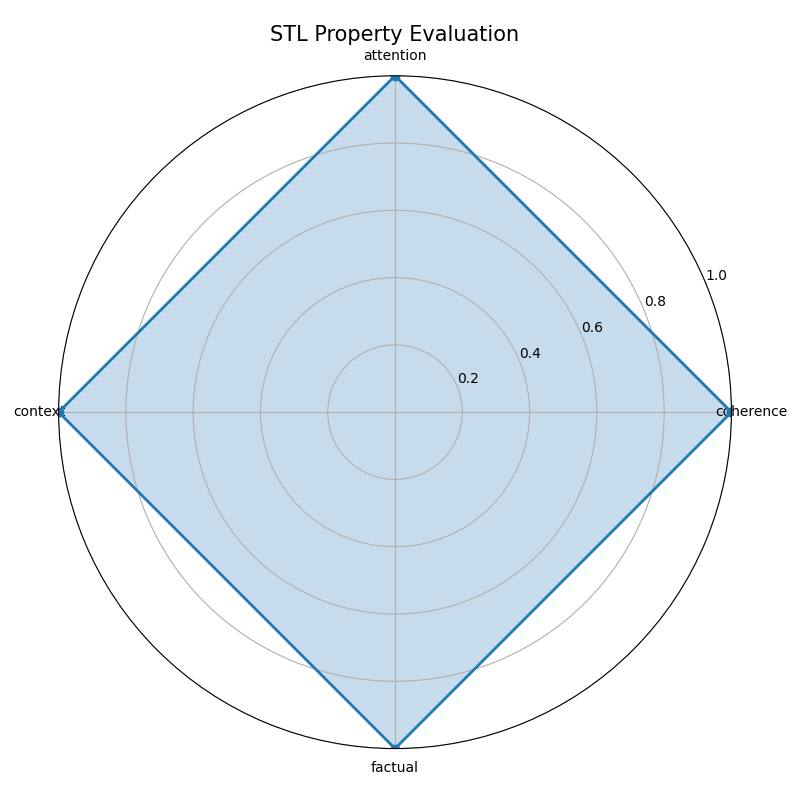 STL Property Evaluation
attention
1.0
0.8
0.6
0.4
0.2
context
coherence
factual